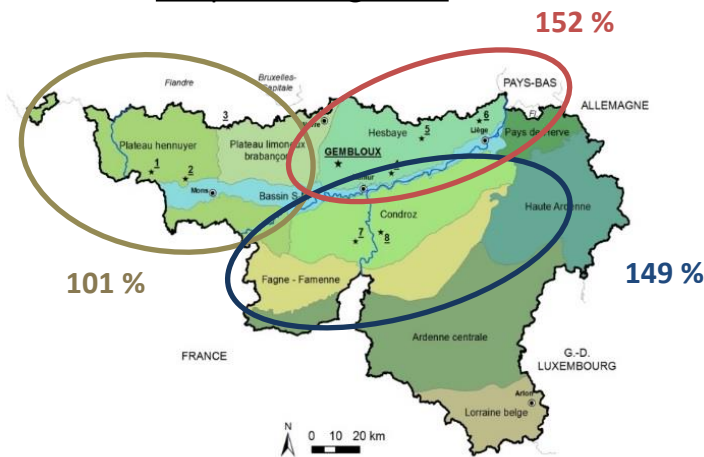 152 %
Flandre
Bruxelles-
Capitale
PAYS-BAS
ALLEMAGNE
3
6
5
Plateau hennuyer
Plateau limoneux
brabançon
Hesbaye
Liège
Pays de Herve
GEMBLOUX
1
2
Mons
Bassin S
Condroz
Haute Ardenne
7
8
101 %
149 %
Fagne - Famenne
Ardenne centrale
FRANCE
G.-D.
LUXEMBOURG
Arlon
Lorraine belge
N
0 10 20 km